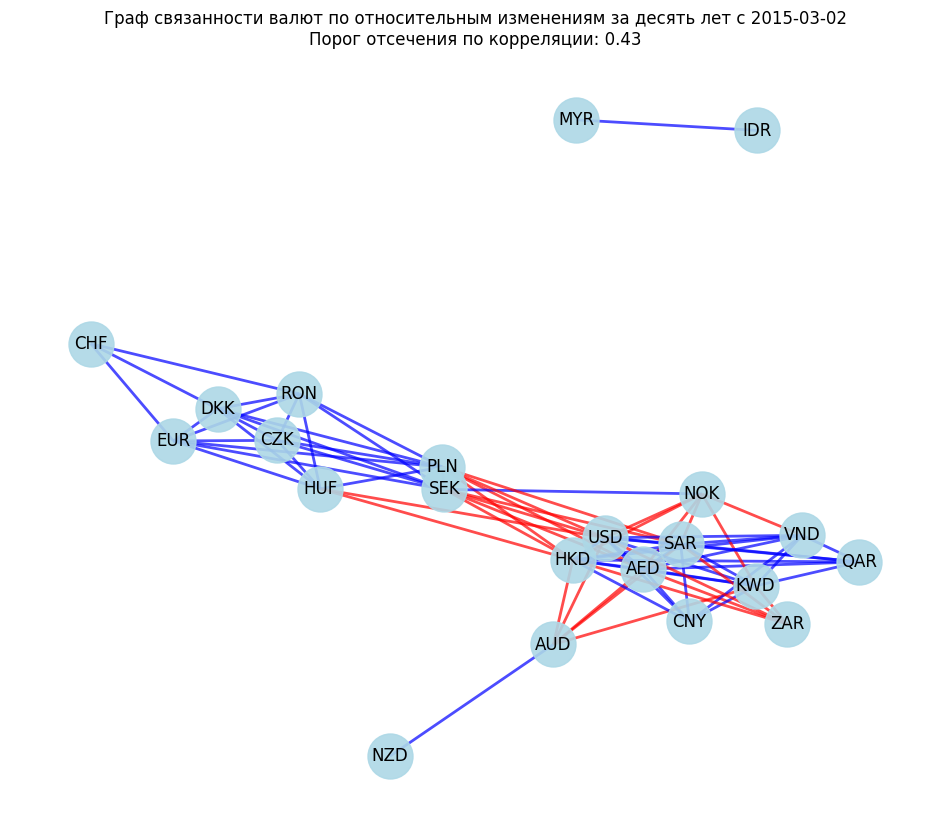 Граф связанности валют по относительным изменениям за десять лет с 2015-03-02
Порог отсечения по корреляции: 0.43
MYR
IDR
CHF
RON
DKK
EUR
CZK
PLN
HUF
SEK
NOK
USD
VND
SAR
HKD
AED
QAR
KWD
CNY
ZAR
AUD
NZD